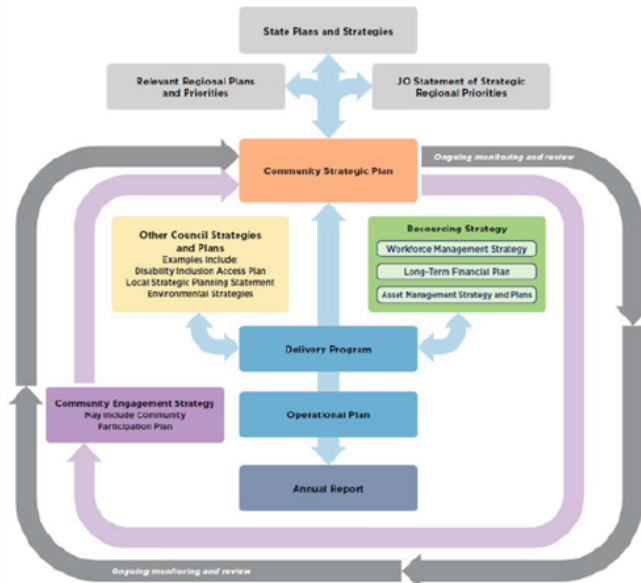 State Plans and Strategies
Relevant Regional Plans
and Priorities
JO Statement of Strategic
Regional Priorities
Community Strategic Plan
Ongoing monitoring and review
Other Council Strategies
and Plans
Examples Include:
Disability Inclusion Access Plan
Local Strategic Planning Statement
Environmental Strategies
Resourcing Strategy
Workforce Management Strategy
Long-Term Financial Plan
Asset Management Strategy and Plans
Delivery Program
Community Engagement Strategy
May Include Community
Participation Plan
Operational Plan
Annual Report
Ongoing monitoring and review